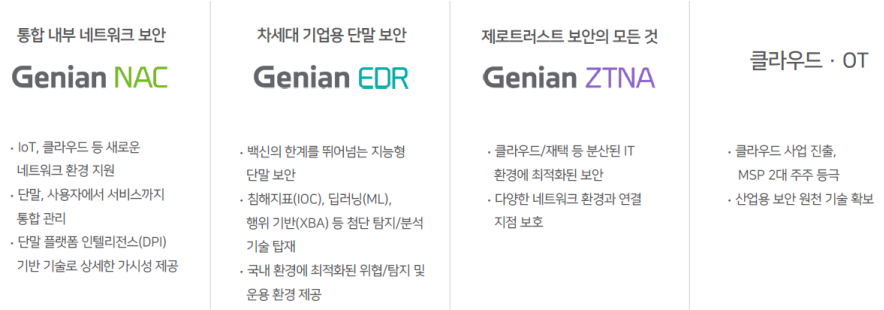 통합 내부 네트워크 보안
Genian NAC
· IoT, 클라우드 등 새로운
네트워크 환경 지원
· 단말, 사용자에서 서비스까지
통합 관리
· 단말 플랫폼 인텔리전스(DPI)
기반 기술로 상세한 가시성 제공
차세대 기업용 단말 보안
Genian EDR
· 백신의 한계를 뛰어넘는 지능형
단말 보안
· 침해지표(IOC), 딥러닝(ML),
행위 기반(XBA) 등 첨단 탐지/분석
기술 탑재
· 국내 환경에 최적화된 위협/탐지 및
운용 환경 제공
제로트러스트 보안의 모든 것
Genian ZTNA
· 클라우드/재택 등 분산된 IT
환경에 최적화된 보안
· 다양한 네트워크 환경과 연결
지점 보호
클라우드 · OT
· 클라우드 사업 진출,
MSP 2대 주주 등극
· 산업용 보안 원천 기술 확보